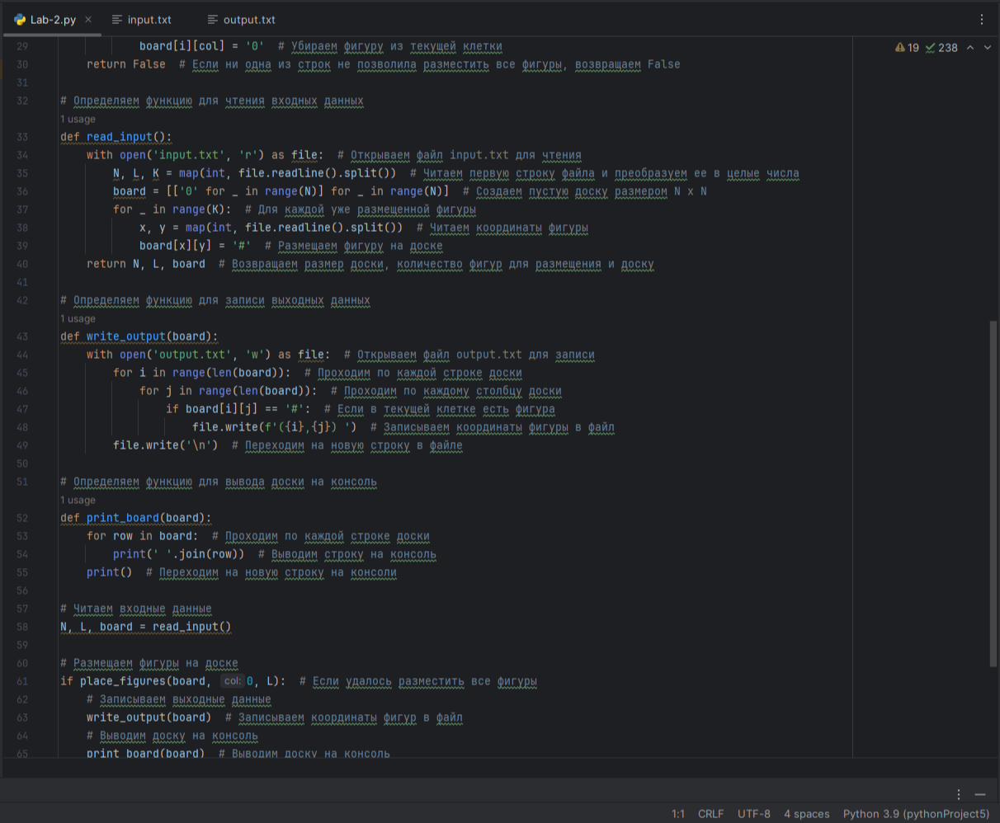 Lab-2.py × input.txt output.txt
19 238
29 board[i][col] = '0'  # Убираем фигуру из текущей клетки
30 return False  # Если ни одна из строк не позволила разместить все фигуры, возвращаем False
31
32 # Определяем функцию для чтения входных данных
1 usage
33 def read_input():
34 with open('input.txt', 'r') as file:  # Открываем файл input.txt для чтения
35 N, L, K = map(int, file.readline().split())  # Читаем первую строку файла и преобразуем ее в целые числа
36 board = [['0' for _ in range(N)] for _ in range(N)]  # Создаем пустую доску размером N x N
37 for _ in range(K):  # Для каждой уже размещенной фигуры
38 x, y = map(int, file.readline().split())  # Читаем координаты фигуры
39 board[x][y] = '#'  # Размещаем фигуру на доске
40 return N, L, board  # Возвращаем размер доски, количество фигур для размещения и доску
41
42 # Определяем функцию для записи выходных данных
1 usage
43 def write_output(board):
44 with open('output.txt', 'w') as file:  # Открываем файл output.txt для записи
45 for i in range(len(board)):  # Проходим по каждой строке доски
46 for j in range(len(board)):  # Проходим по каждому столбцу доски
47 if board[i][j] == '#':  # Если в текущей клетке есть фигура
48 file.write(f'({i},{j}) ')  # Записываем координаты фигуры в файл
49 file.write('\n')  # Переходим на новую строку в файле
50
51 # Определяем функцию для вывода доски на консоль
1 usage
52 def print_board(board):
53 for row in board:  # Проходим по каждой строке доски
54 print(' '.join(row))  # Выводим строку на консоль
55 print()  # Переходим на новую строку на консоли
56
57 # Читаем входные данные
58 N, L, board = read_input()
59
60 # Размещаем фигуры на доске
61 if place_figures(board, col: 0, L):  # Если удалось разместить все фигуры
62 # Записываем выходные данные
63 write_output(board)  # Записываем координаты фигур в файл
64 # Выводим доску на консоль
65 print_board(board)  # Выводим доску на консоль
1:1 CRLF UTF-8 4 spaces Python 3.9 (pythonProject5)